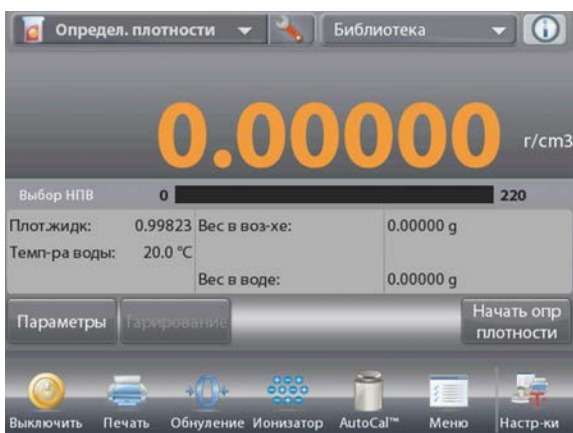 Определ. плотности Библиотека
0.00000 г/cm3
Выбор НПВ 0 220
Плот.жидк: 0.99823 Вес в воз-хе: 0.00000 g
Темп-ра воды: 20.0 °C
Вес в воде: 0.00000 g
Параметры Тарирование Начать опр
плотности
Выключить Печать Обнуление Ионизатор AutoCal™ Меню Настр-ки